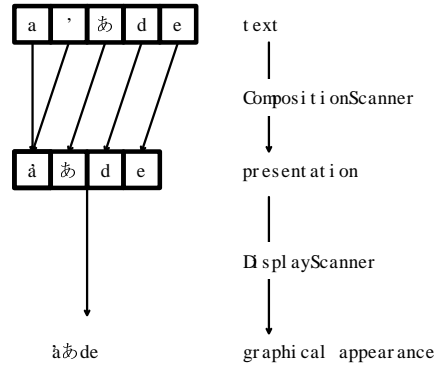 a ' あ d e text
CompositionScanner
à あ d e presentation
DisplayScanner
àあde graphical appearance